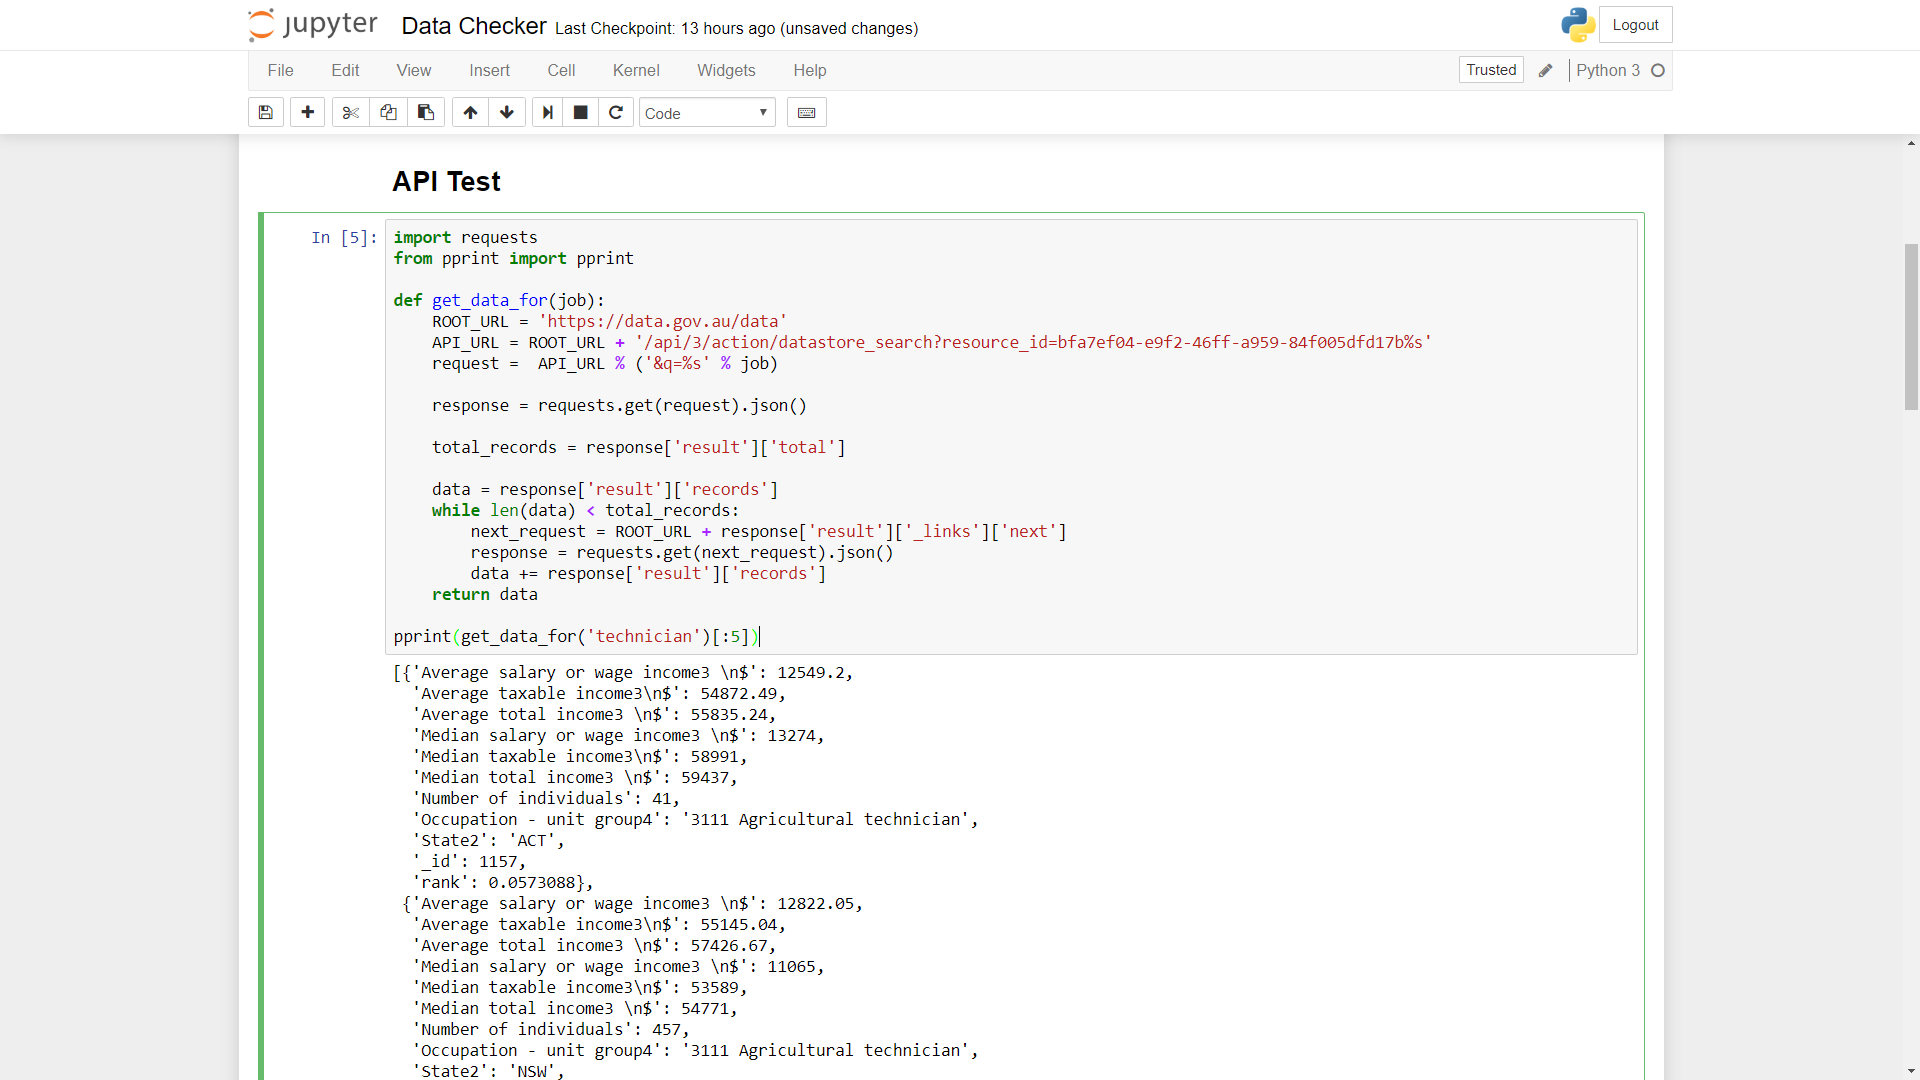 jupyter Data Checker Last Checkpoint: 13 hours ago (unsaved changes) Logout
File Edit View Insert Cell Kernel Widgets Help Trusted Python 3
Code
API Test
In [5]:
import requests
from pprint import pprint
def get_data_for(job):
    ROOT_URL = 'https://data.gov.au/data'
    API_URL = ROOT_URL + '/api/3/action/datastore_search?resource_id=bfa7ef04-e9f2-46ff-a959-84f005dfd17b%s'
    request =  API_URL % ('&q=%s' % job)
    response = requests.get(request).json()
    total_records = response['result']['total']
    data = response['result']['records']
    while len(data) < total_records:
        next_request = ROOT_URL + response['result']['_links']['next']
        response = requests.get(next_request).json()
        data += response['result']['records']
    return data
pprint(get_data_for('technician')[:5])
[{'Average salary or wage income3 \n$': 12549.2,
  'Average taxable income3\n$': 54872.49,
  'Average total income3 \n$': 55835.24,
  'Median salary or wage income3 \n$': 13274,
  'Median taxable income3\n$': 58991,
  'Median total income3 \n$': 59437,
  'Number of individuals': 41,
  'Occupation - unit group4': '3111 Agricultural technician',
  'State2': 'ACT',
  '_id': 1157,
  'rank': 0.0573088},
 {'Average salary or wage income3 \n$': 12822.05,
  'Average taxable income3\n$': 55145.04,
  'Average total income3 \n$': 57426.67,
  'Median salary or wage income3 \n$': 11065,
  'Median taxable income3\n$': 53589,
  'Median total income3 \n$': 54771,
  'Number of individuals': 457,
  'Occupation - unit group4': '3111 Agricultural technician',
  'State2': 'NSW',